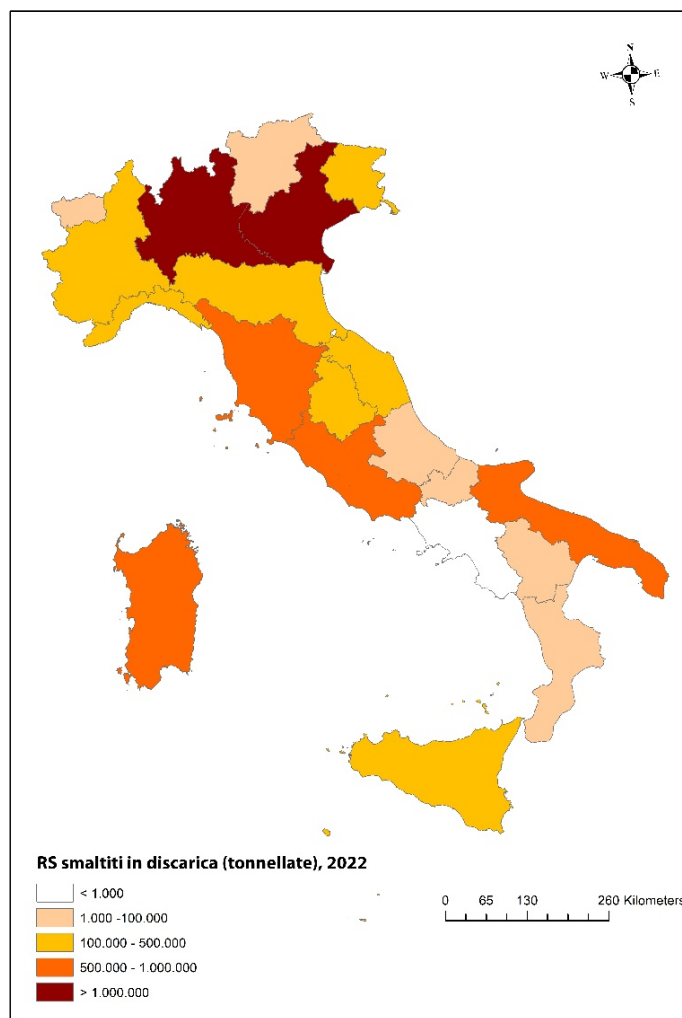 N
W E
S
RS smaltiti in discarica (tonnellate), 2022
< 1.000
1.000 -100.000
100.000 - 500.000
500.000 - 1.000.000
> 1.000.000
0 65 130 260 Kilometers